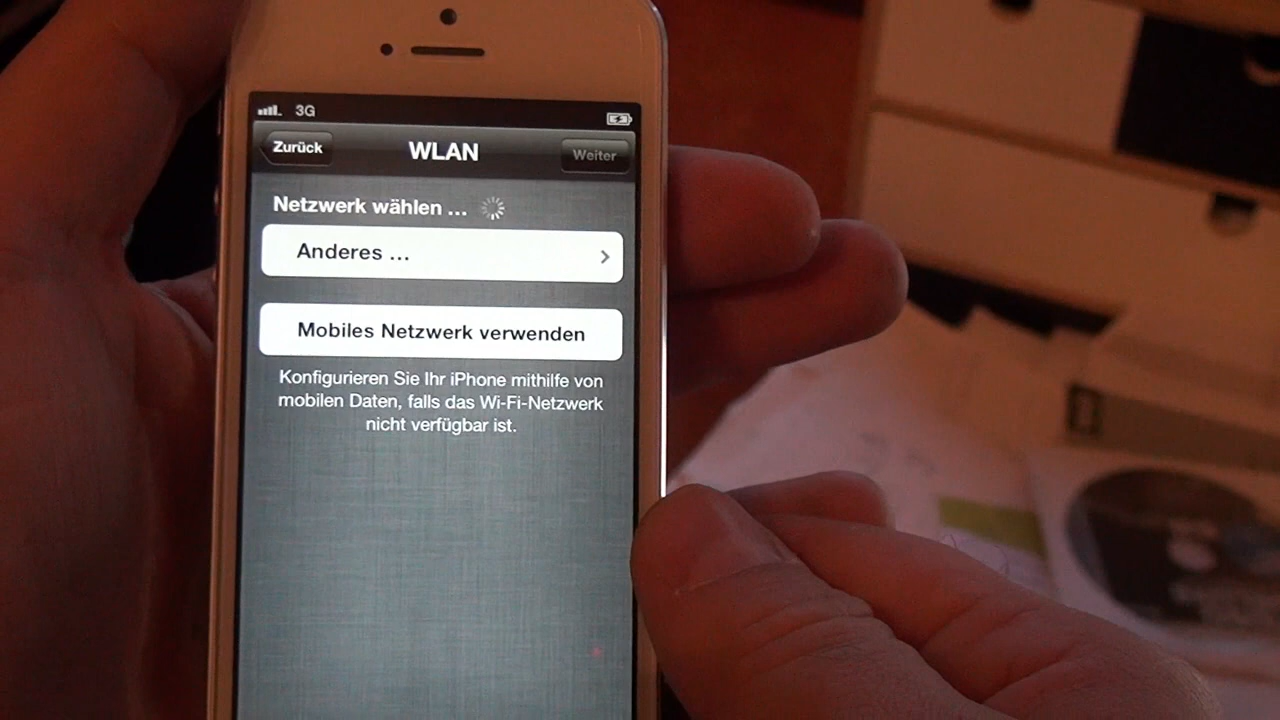 3G
Zurück
WLAN
Weiter
Netzwerk wählen ...
Anderes ...
Mobiles Netzwerk verwenden
Konfigurieren Sie Ihr iPhone mithilfe von
mobilen Daten, falls das Wi-Fi-Netzwerk
nicht verfügbar ist.